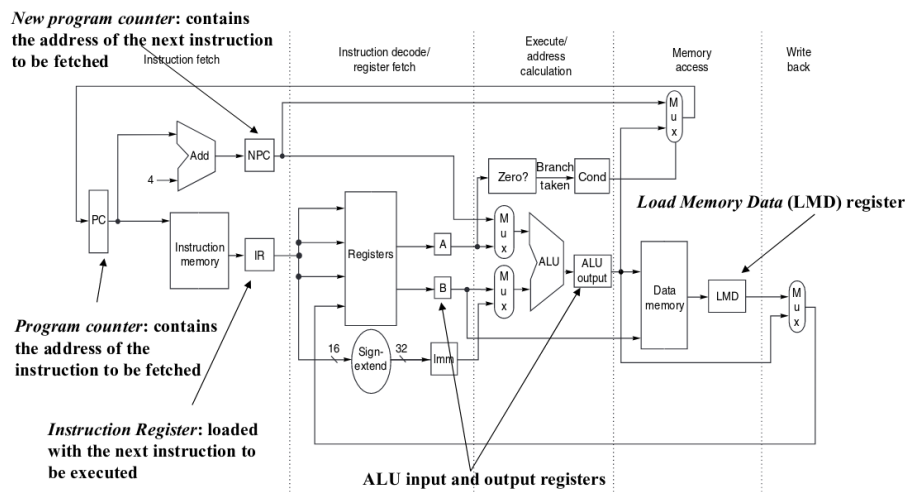 New program counter: contains
the address of the next instruction
to be fetched
Instruction fetch
Instruction decode/
register fetch
Execute/
address
calculation
Memory
access
Write
back
M
u
x
Add
NPC
4
Zero?
Branch
taken
Cond
PC
Instruction
memory
IR
Registers
A
B
M
u
x
M
u
x
ALU
ALU
output
Load Memory Data (LMD) register
Data
memory
LMD
M
u
x
16
Sign-
extend
32
Imm
Program counter: contains
the address of the
instruction to be fetched
Instruction Register: loaded
with the next instruction to
be executed
ALU input and output registers